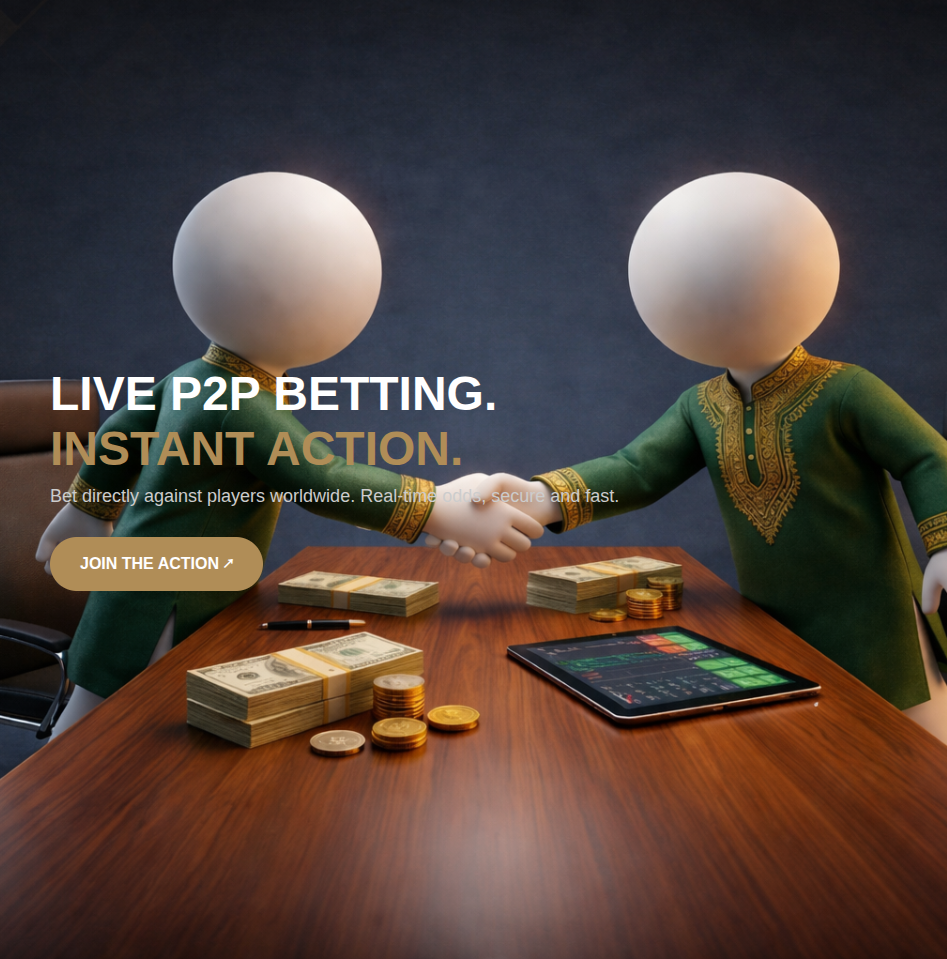 LIVE P2P BETTING.
INSTANT ACTION.
Bet directly against players worldwide. Real-time odds, secure and fast.
JOIN THE ACTION ↗